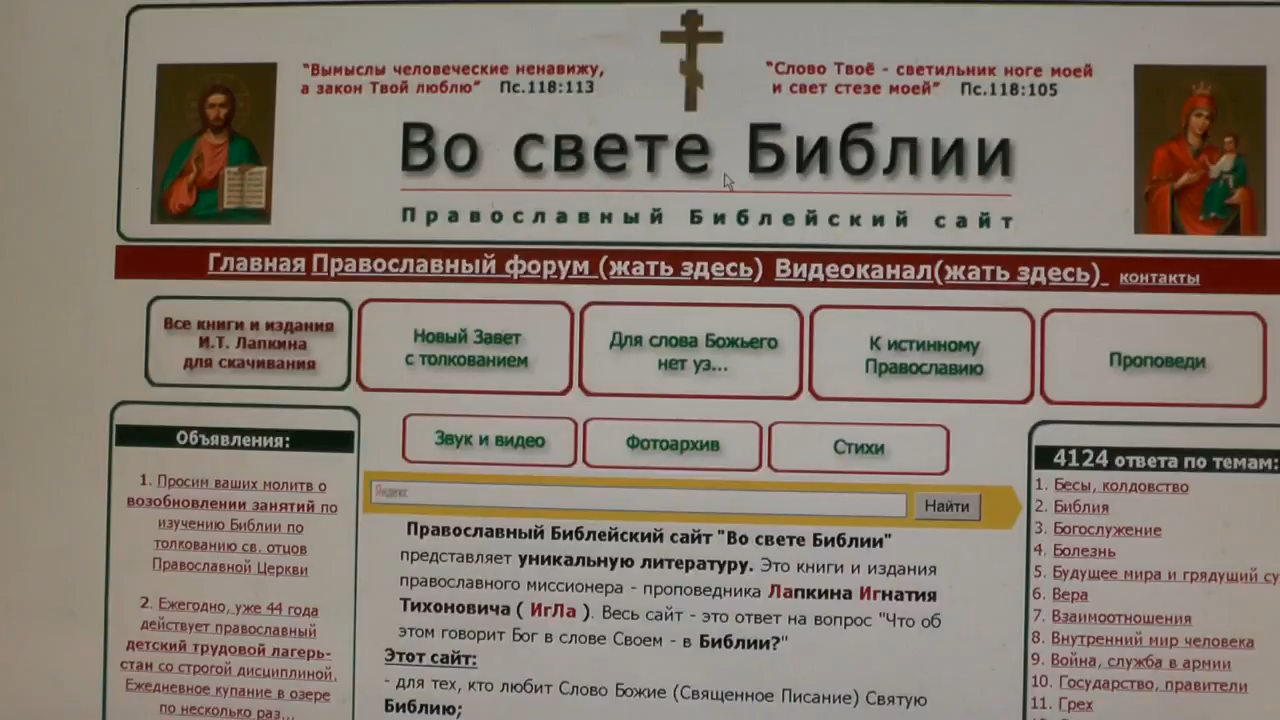 "Вымыслы человеческие ненавижу,
а закон Твой люблю" Пс.118:113
"Слово Твоё - светильник ноге моей
и свет стезе моей" Пс.118:105
Во свете Библии
Православный Библейский сайт
Главная Православный форум (жать здесь) Видеоканал(жать здесь) контакты
Все книги и издания
И.Т. Лапкина
для скачивания
Новый Завет
с толкованием
Для слова Божьего
нет уз...
К истинному
Православию
Проповеди
Звук и видео
Фотоархив
Стихи
Объявления:
1. Просим ваших молитв о
возобновлении занятий по
изучению Библии по
толкованию св. отцов
Православной Церкви
2. Ежегодно, уже 44 года
действует православный
детский трудовой лагерь-
стан со строгой дисциплиной.
Ежедневное купание в озере
по несколько раз...
Яндекс
Найти
Православный Библейский сайт "Во свете Библии"
представляет уникальную литературу. Это книги и издания
православного миссионера - проповедника Лапкина Игнатия
Тихоновича ( ИгЛа ). Весь сайт - это ответ на вопрос "Что об
этом говорит Бог в слове Своем - в Библии?"
Этот сайт:
- для тех, кто любит Слово Божие (Священное Писание) Святую
Библию;
4124 ответа по темам:
1. Бесы, колдовство
2. Библия
3. Богослужение
4. Болезнь
5. Будущее мира и грядущий су
6. Вера
7. Взаимоотношения
8. Внутренний мир человека
9. Война, служба в армии
10. Государство, правители
11. Грех